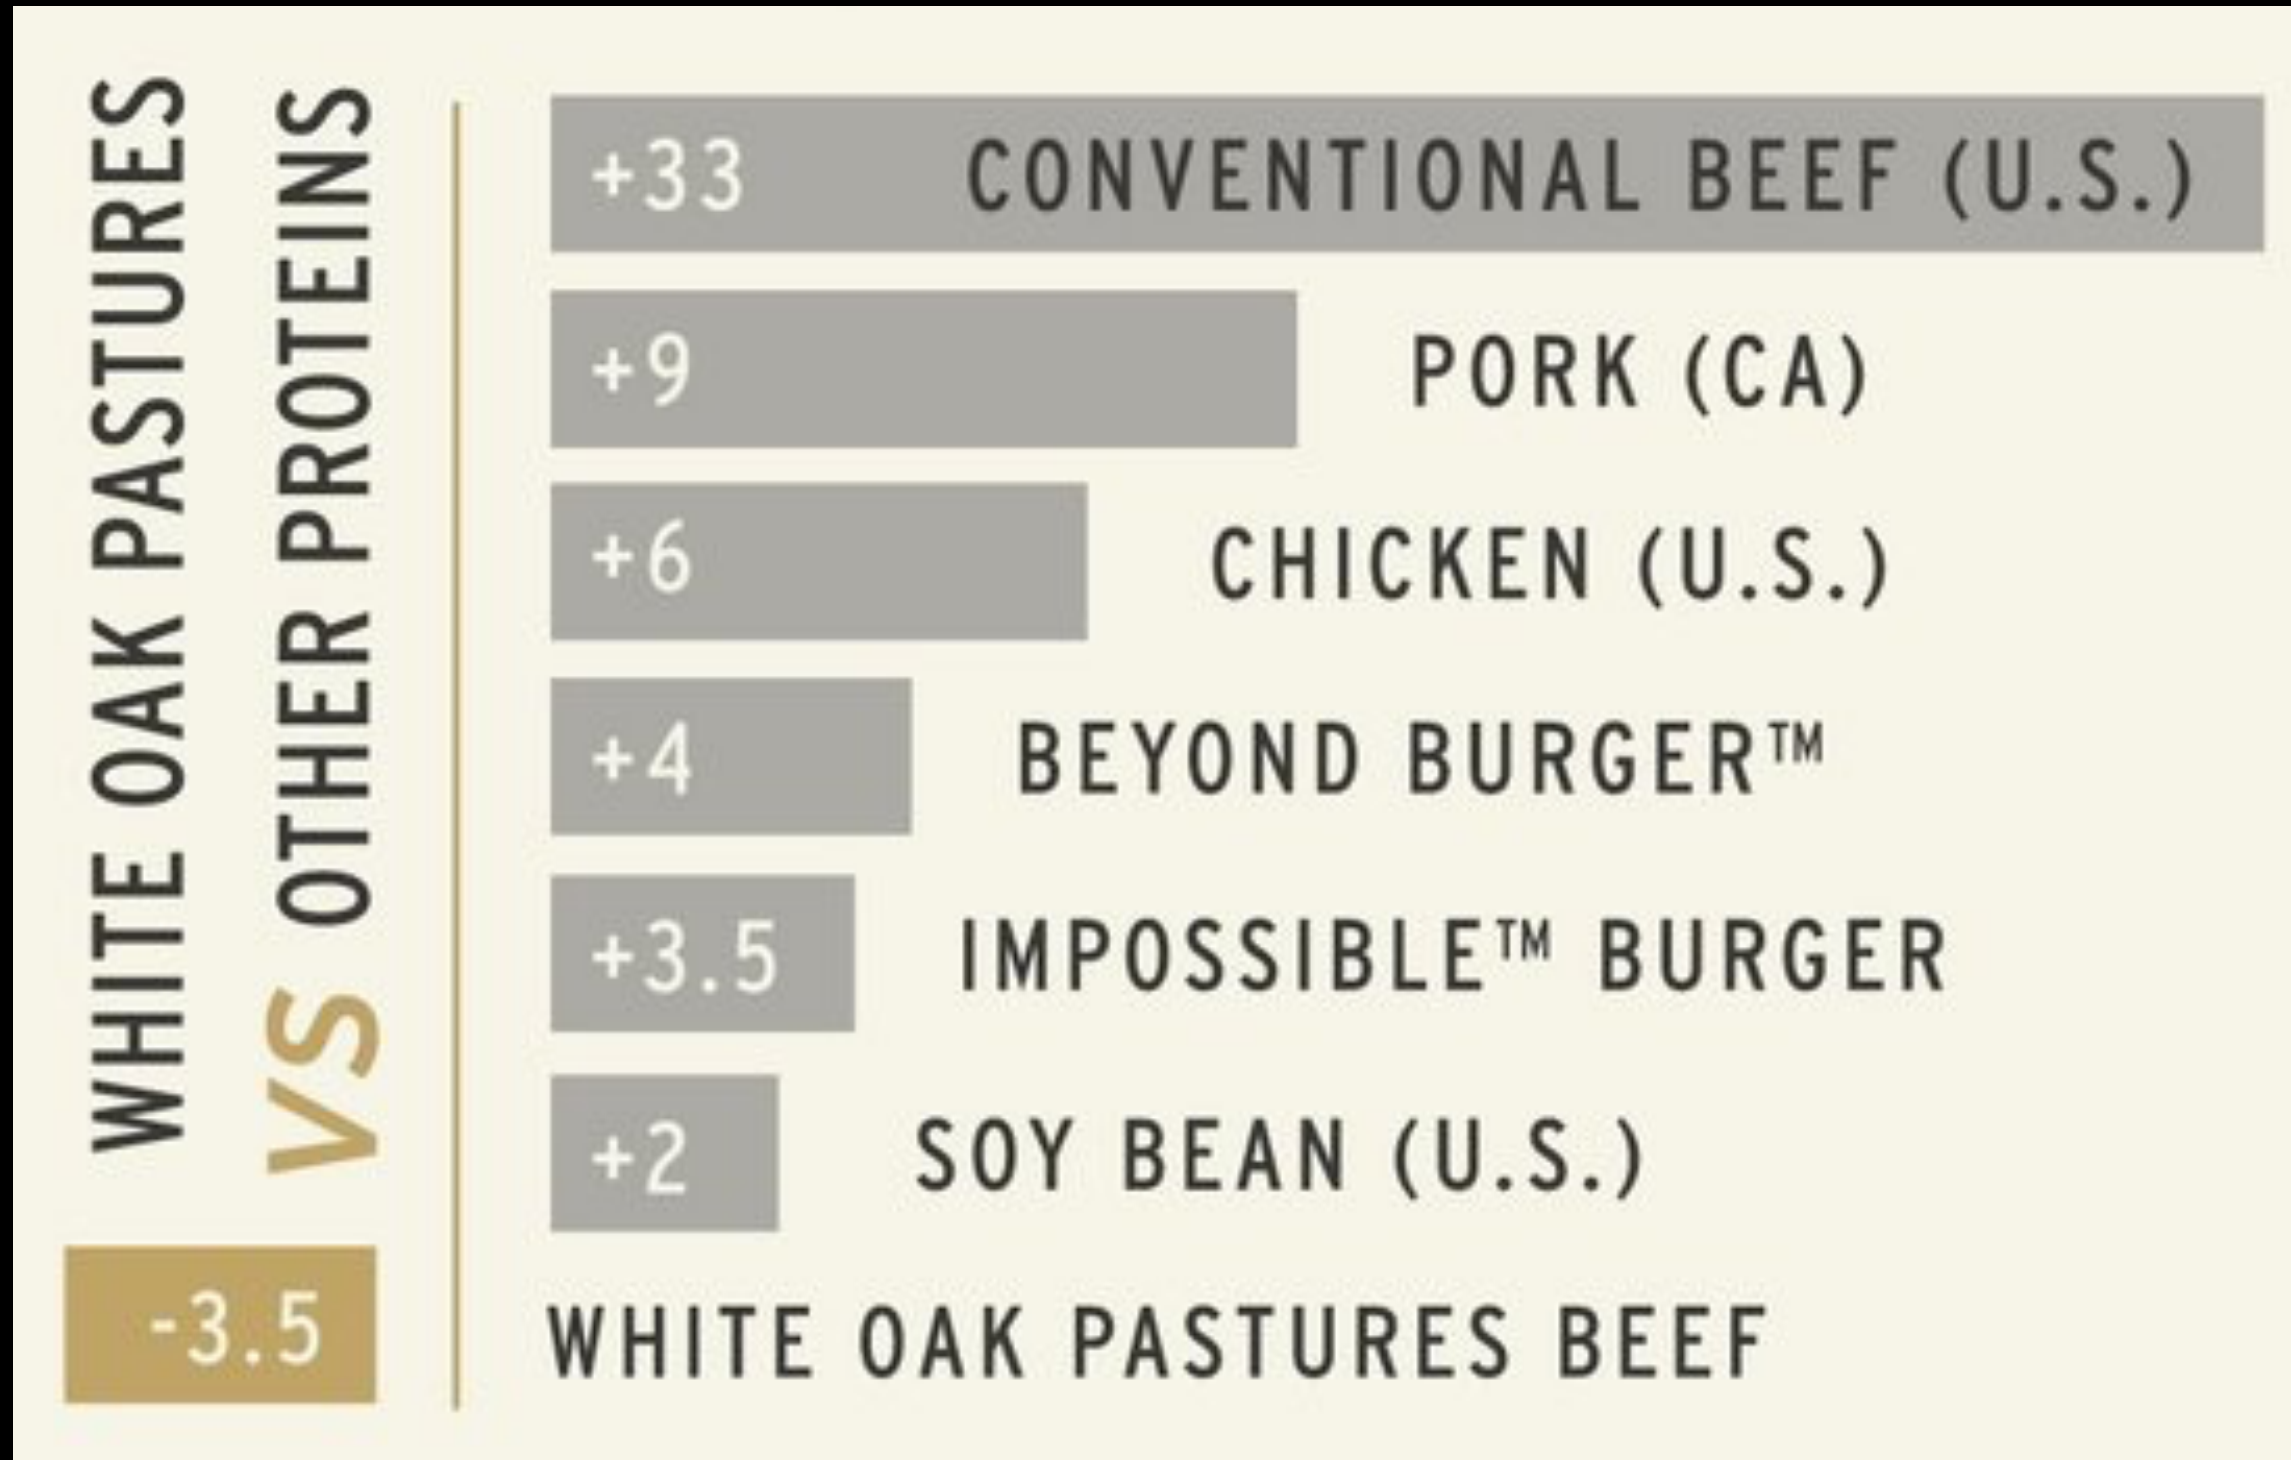 WHITE OAK PASTURES
VS OTHER PROTEINS
+33 CONVENTIONAL BEEF (U.S.)
+9 PORK (CA)
+6 CHICKEN (U.S.)
+4 BEYOND BURGER™
+3.5 IMPOSSIBLE™ BURGER
+2 SOY BEAN (U.S.)
-3.5 WHITE OAK PASTURES BEEF